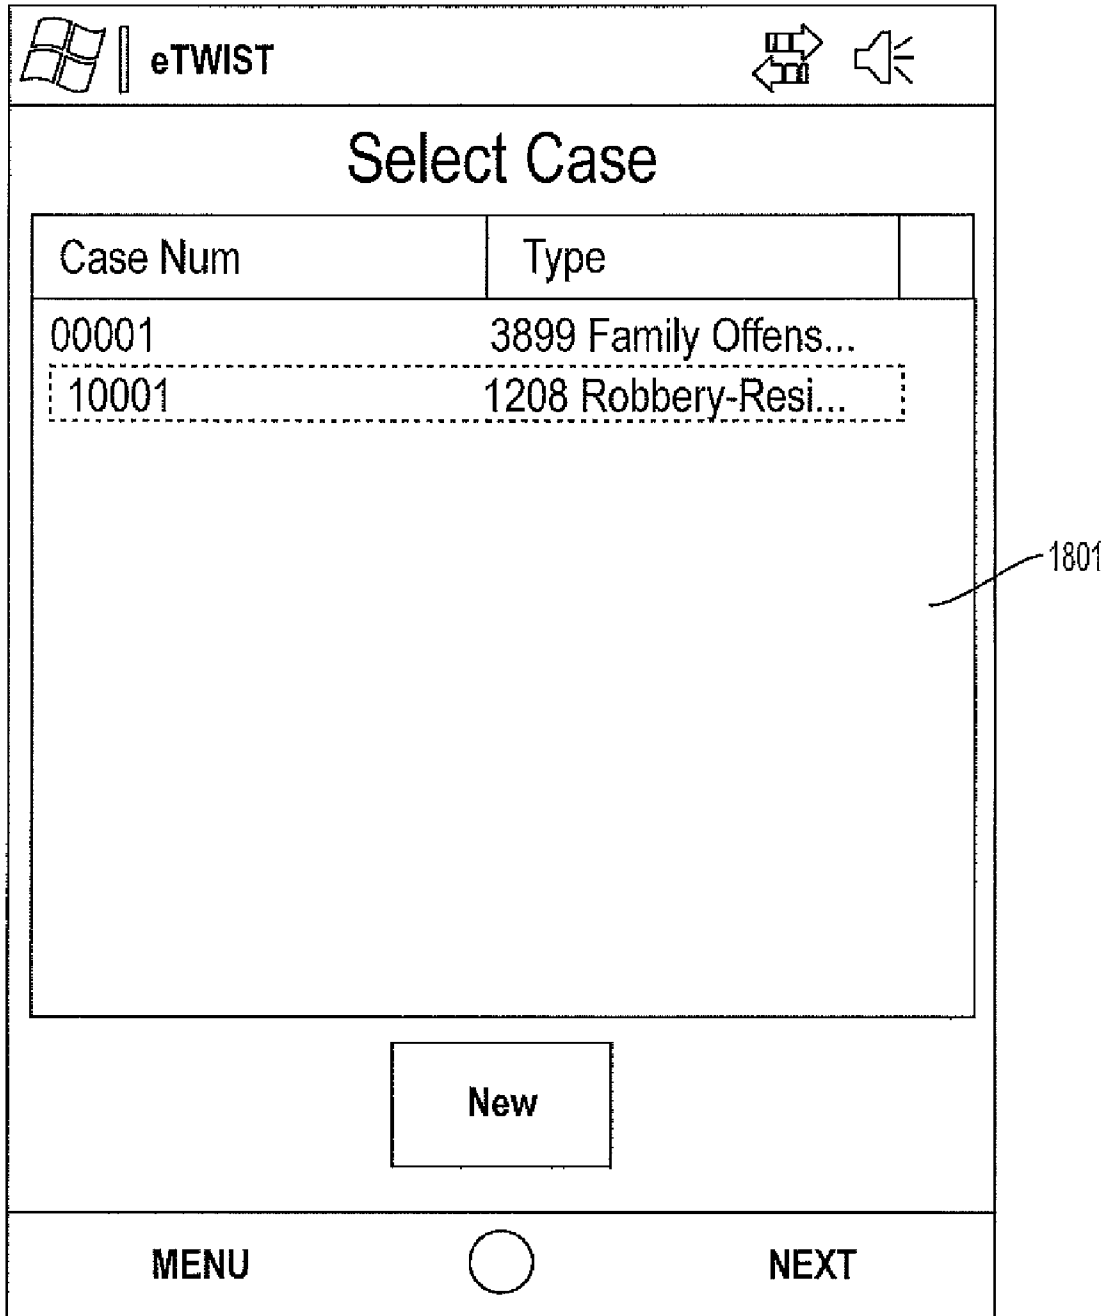 eTWIST
Select Case
Case Num Type
00001 3899 Family Offens...
10001 1208 Robbery-Resi...
1801
New
MENU NEXT